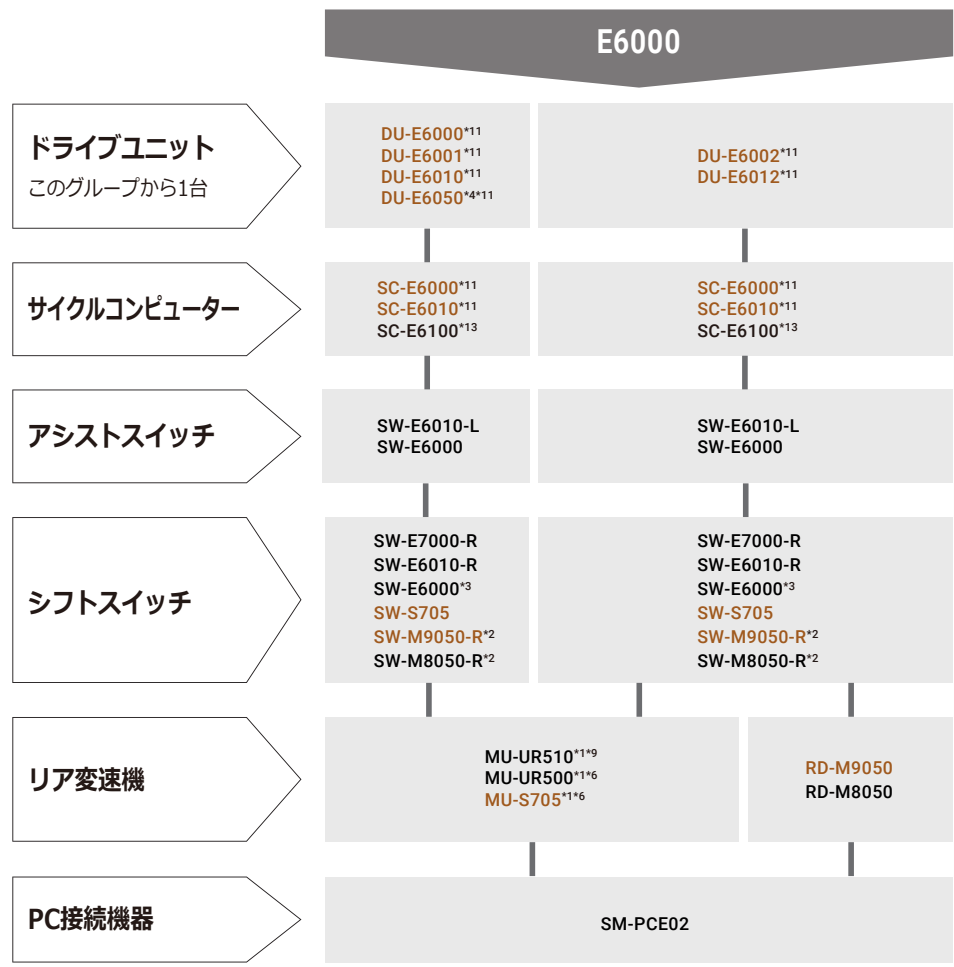 E6000
ドライブユニット
このグループから1台
DU-E6000*11
DU-E6001*11
DU-E6010*11
DU-E6050*4*11
DU-E6002*11
DU-E6012*11
サイクルコンピューター
SC-E6000*11
SC-E6010*11
SC-E6100*13
SC-E6000*11
SC-E6010*11
SC-E6100*13
アシストスイッチ
SW-E6010-L
SW-E6000
SW-E6010-L
SW-E6000
シフトスイッチ
SW-E7000-R
SW-E6010-R
SW-E6000*3
SW-S705
SW-M9050-R*2
SW-M8050-R*2
SW-E7000-R
SW-E6010-R
SW-E6000*3
SW-S705
SW-M9050-R*2
SW-M8050-R*2
リア変速機
MU-UR510*1*9
MU-UR500*1*6
MU-S705*1*6
RD-M9050
RD-M8050
PC接続機器
SM-PCE02